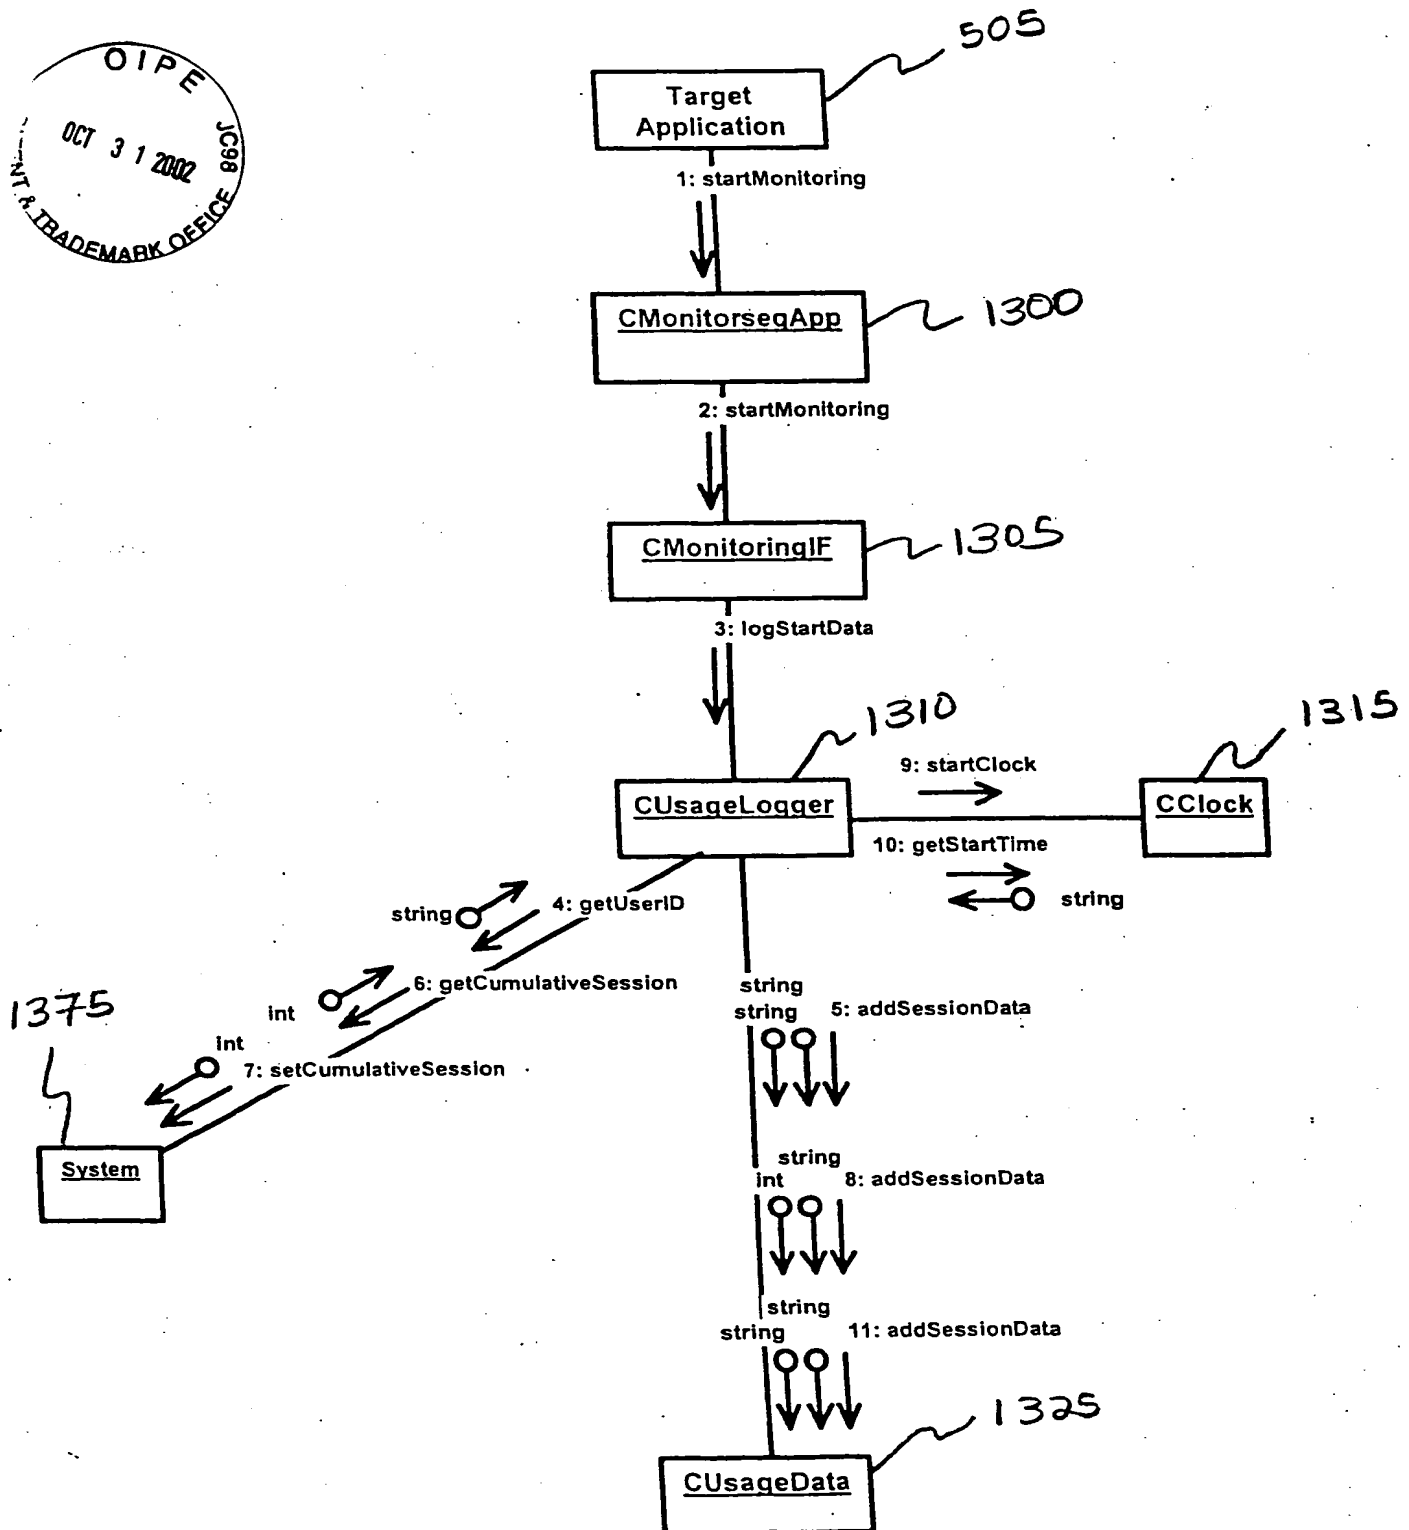 OIPE
JC98
OCT 31 2002
NT & TRADEMARK OFFICE
505
Target
Application
1: startMonitoring
CMonitorseqApp
1300
2: startMonitoring
CMonitoringIF
1305
3: logStartData
1310
1315
9: startClock
CUsageLogger
CClock
10: getStartTime
string
string
4: getUserID
6: getCumulativeSession
int
1375
int
7: setCumulativeSession
System
string
string
5: addSessionData
string
int
8: addSessionData
string
string
11: addSessionData
1325
CUsageData